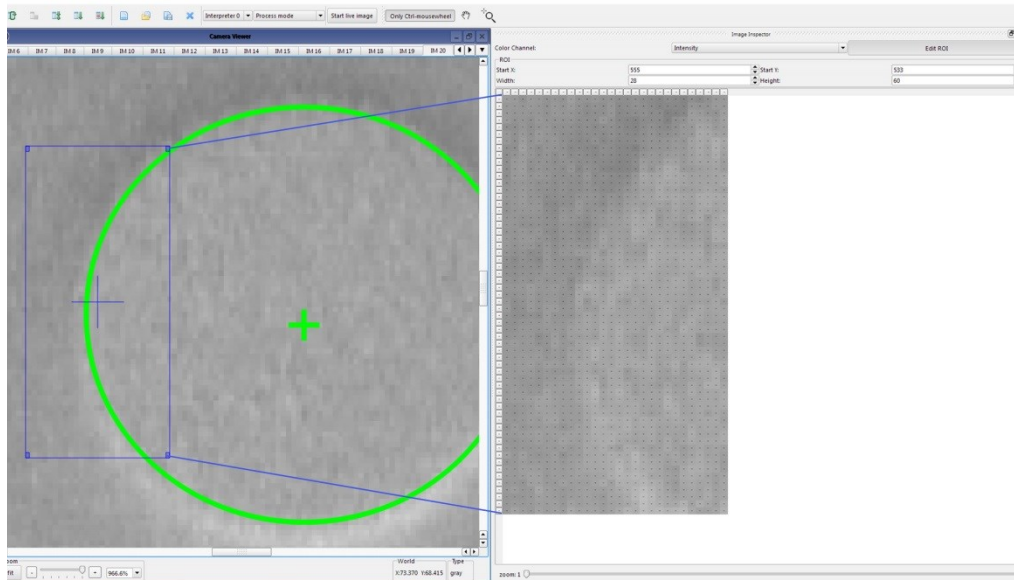 Interpreter 0 Process mode Start live image Only Ctrl-mousewheel
Camera Viewer
IM 6 IM 7 IM 8 IM 9 IM 10 IM 11 IM 12 IM 13 IM 14 IM 15 IM 16 IM 17 IM 18 IM 19 IM 20
966.6%
World Type
X:73.370 Y:68.415 gray
Image Inspector
Color Channel: Intensity Edit ROI
ROI
Start X: 555 Start Y: 533
Width: 28 Height: 60
zoom: 1